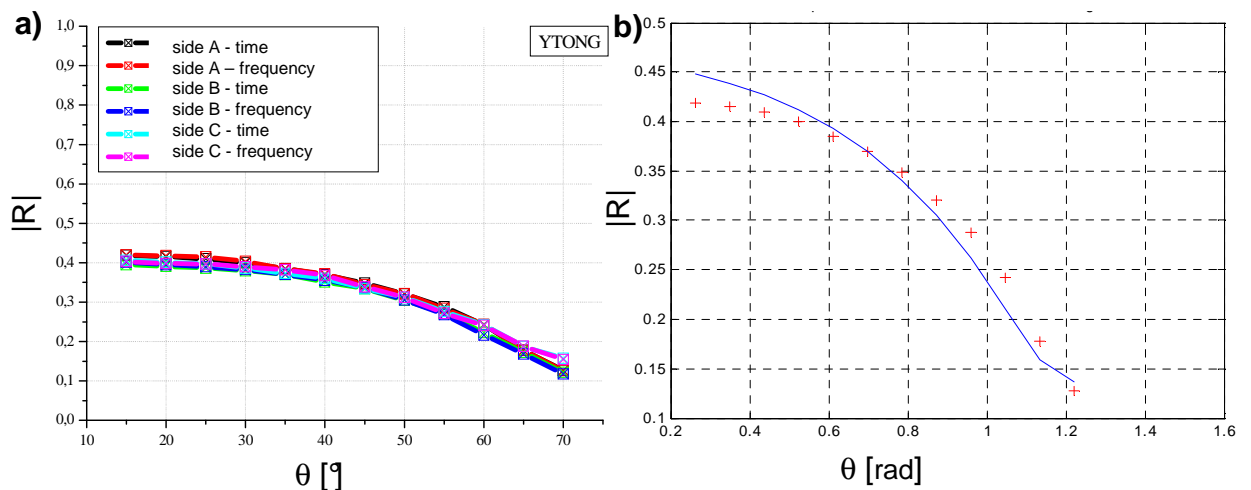 a)
YTONG
side A - time
side A – frequency
side B - time
side B - frequency
side C - time
side C - frequency
|R|
1,0
0,9
0,8
0,7
0,6
0,5
0,4
0,3
0,2
0,1
0,0
10 20 30 40 50 60 70
θ [°]
b)
|R|
0.5
0.45
0.4
0.35
0.3
0.25
0.2
0.15
0.1
0.2 0.4 0.6 0.8 1 1.2 1.4 1.6
θ [rad]